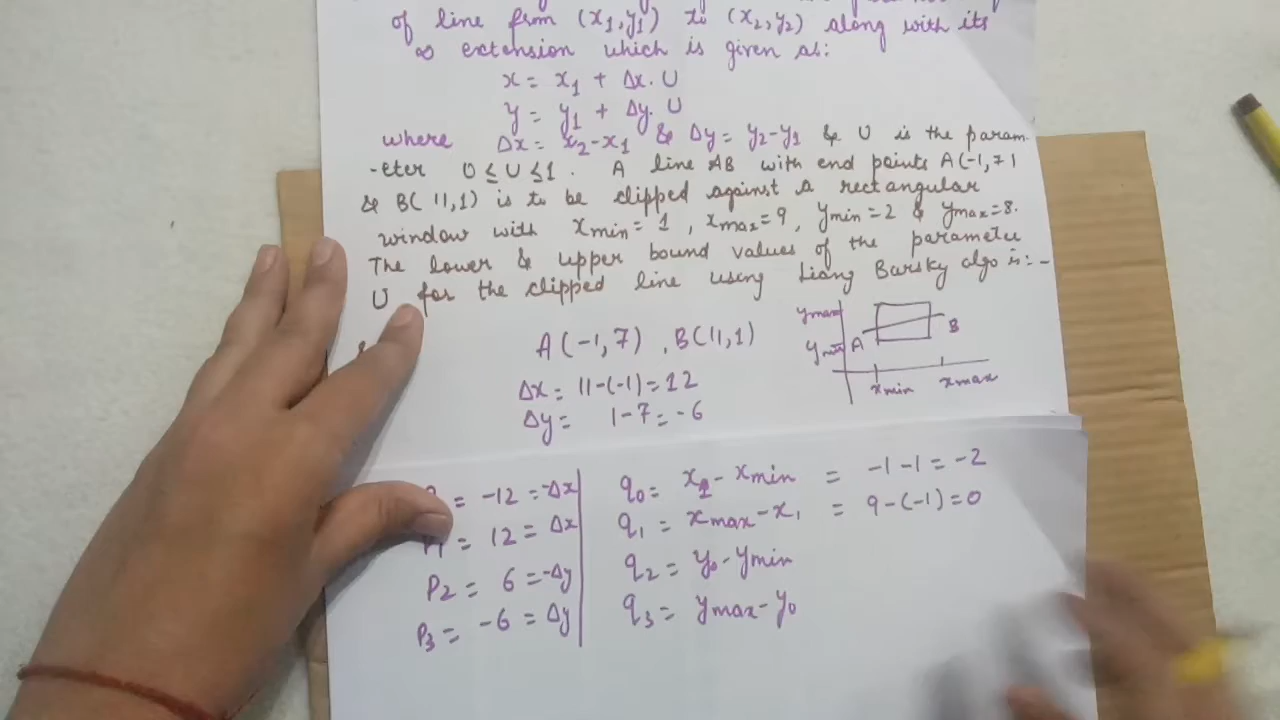 of line from (x1, y1) to (x2, y2) along with its
∞ extension which is given as:
x = x1 + Δx. U
y = y1 + Δy. U
where Δx = x2-x1 & Δy = y2-y1 & U is the param-
-eter 0 ≤ U ≤ 1. A line AB with end points A(-1,7)
& B(11,1) is to be clipped against a rectangular
window with xmin = 1, xmax = 9, ymin = 2 & ymax = 8.
The lower & upper bound values of the parameter
U for the clipped line using Liang Barsky algo is:-
A(-1,7), B(11,1)
Δx = 11-(-1) = 12
Δy = 1-7 = -6
ymax
ymin
A
B
xmin
xmax
= -12 = -Δx
P1 = 12 = Δx
P2 = 6 = -Δy
P3 = -6 = Δy
q0 = x1 - xmin = -1-1 = -2
q1 = xmax - x1 = 9-(-1) = 0
q2 = y0 - ymin
q3 = ymax - y0